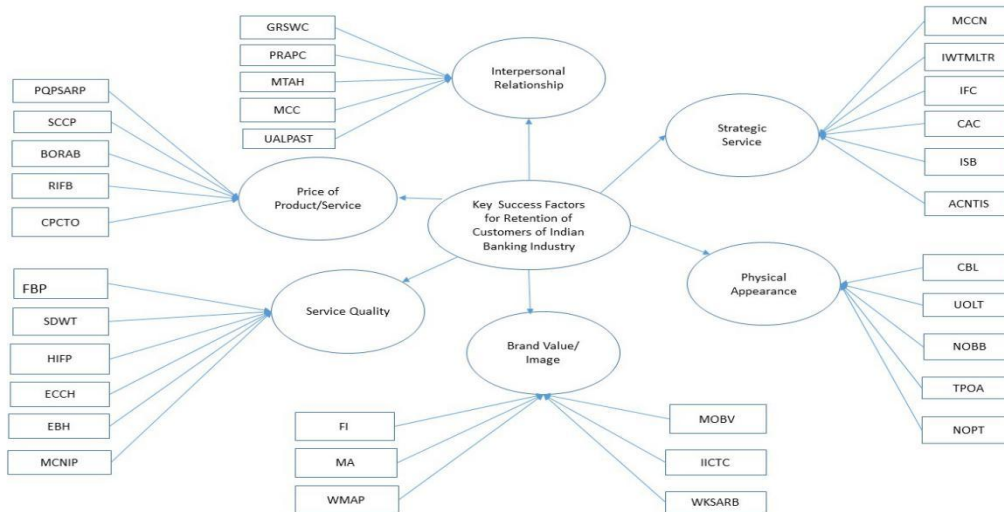 GRSWC
PRAPC
MTAH
MCC
UALPAST
Interpersonal
Relationship
MCCN
IWTMLTR
IFC
CAC
ISB
ACNTIS
Strategic
Service
PQPSARP
SCCP
BORAB
RIFB
CPCTO
Price of
Product/Service
Key Success Factors
for Retention of
Customers of Indian
Banking Industry
Physical
Appearance
CBL
UOLT
NOBB
TPOA
NOPT
FBP
SDWT
HIFP
ECCH
EBH
MCNIP
Service Quality
Brand Value/
Image
FI
MA
WMAP
MOBV
IICTC
WKSARB